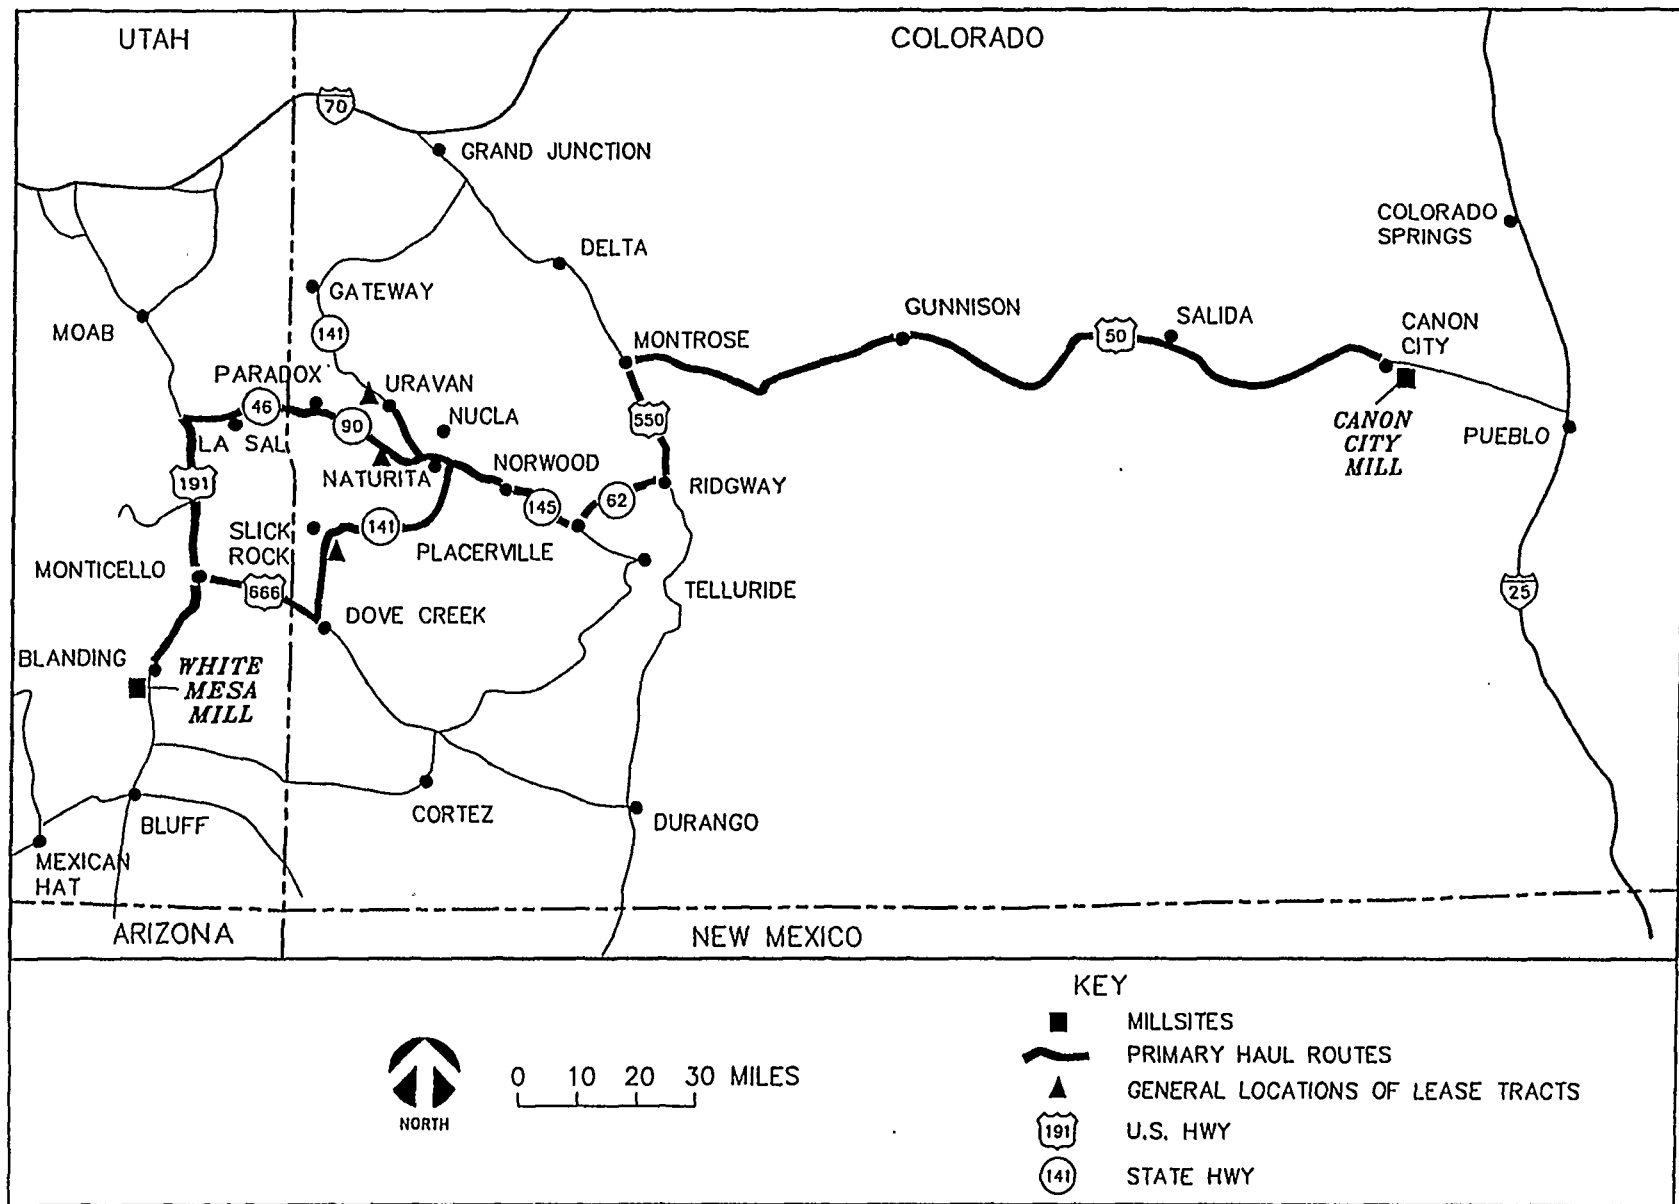 UTAH
COLORADO
70
GRAND JUNCTION
COLORADO
SPRINGS
DELTA
GATEWAY
141
MOAB
GUNNISON
50
SALIDA
CANON
CITY
MONTROSE
PARADOX
URAVAN
46
90
NUCLA
550
CANON
CITY
MILL
PUEBLO
LA SAL
191
NATURITA
NORWOOD
145
62
RIDGWAY
SLICK
ROCK
141
PLACERVILLE
MONTICELLO
666
TELLURIDE
25
DOVE CREEK
BLANDING
WHITE
MESA
MILL
CORTEZ
DURANGO
BLUFF
MEXICAN
HAT
ARIZONA
NEW MEXICO
KEY
MILLSITES
PRIMARY HAUL ROUTES
GENERAL LOCATIONS OF LEASE TRACTS
191
U.S. HWY
141
STATE HWY
NORTH
0 10 20 30 MILES